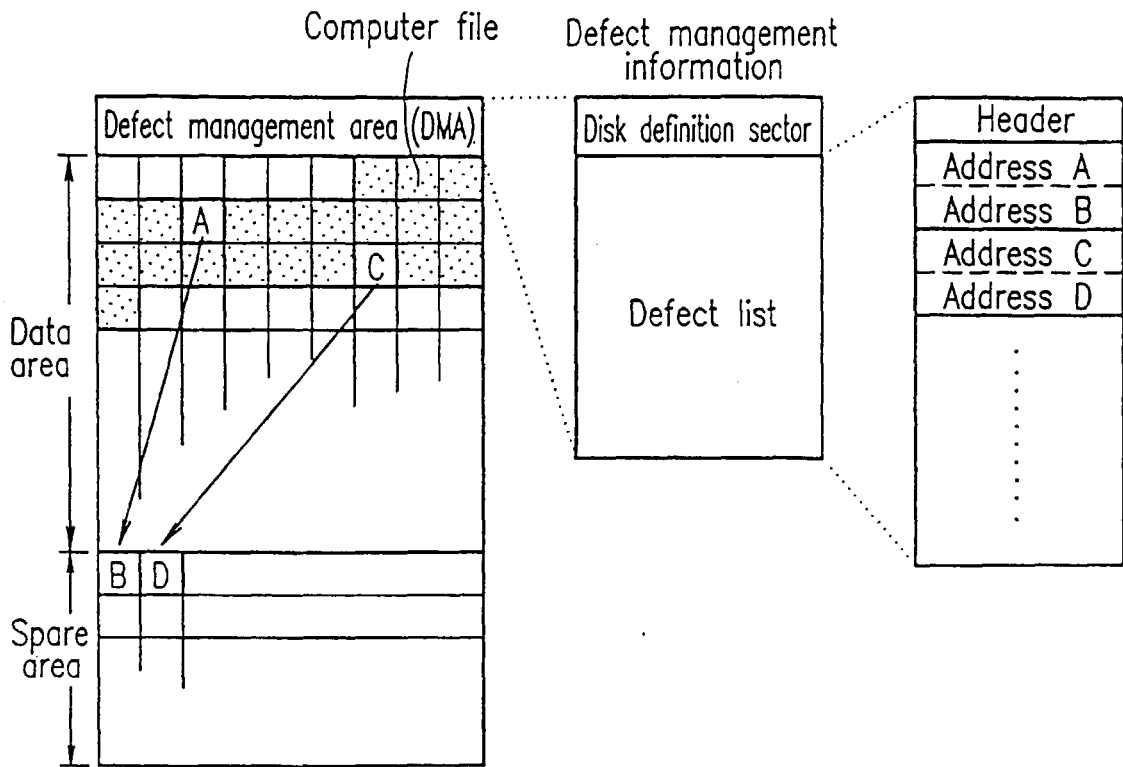 Computer file
Defect management
information
Defect management area (DMA)
A
C
Data
area
B D
Spare
area
Disk definition sector
Defect list
Header
Address A
Address B
Address C
Address D